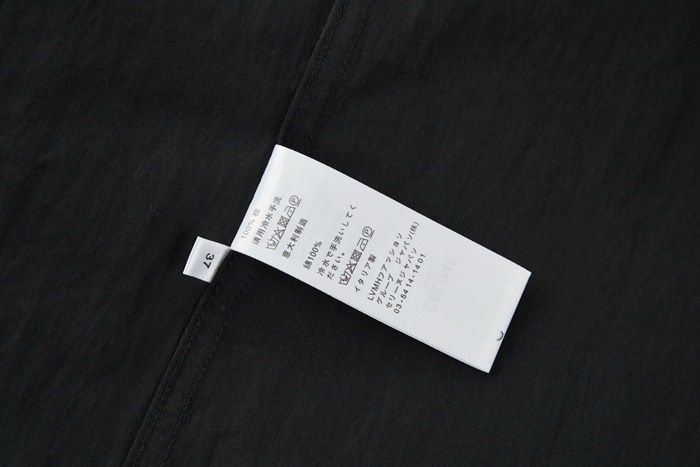 100% 棉
请用冷水手洗
意大利制造
綿100%
冷水で手洗いしてく
ださい。
イタリア製
LVMHファッション
グループ ジャパン(株)
セリーヌジャパン
03-5414-1401
37